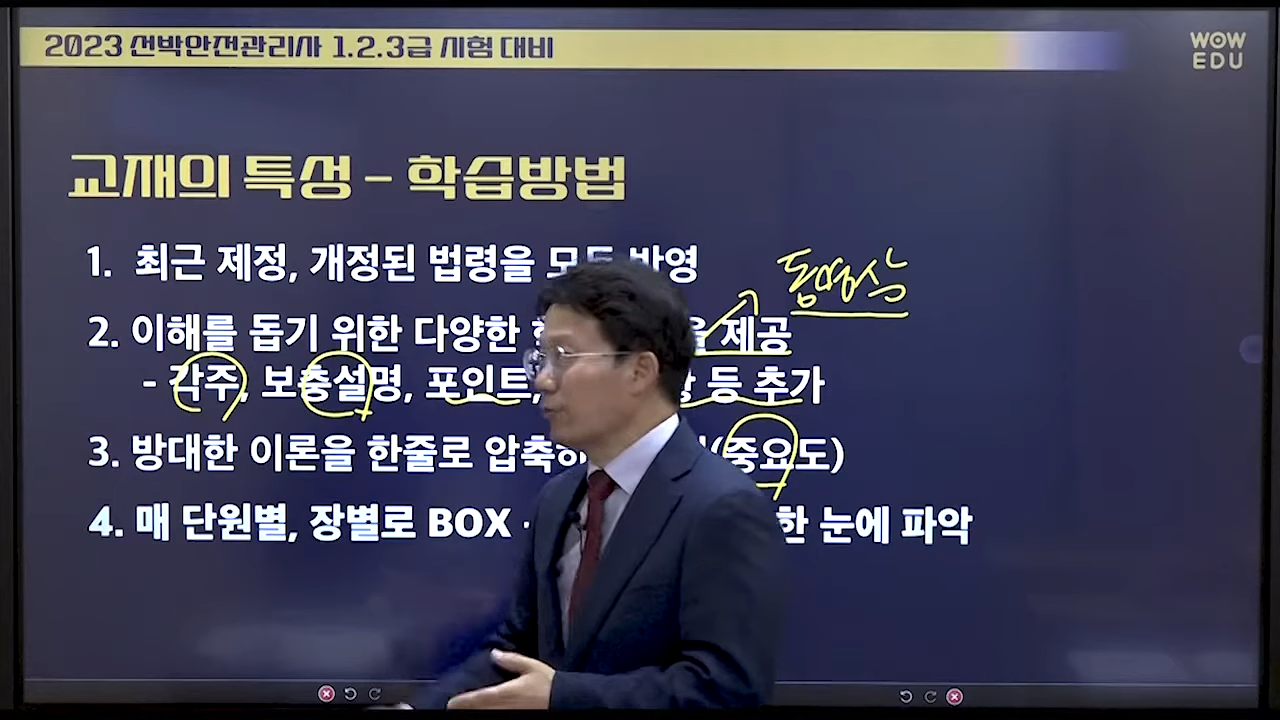 2023 선박안전관리사 1.2.3급 시험 대비
WOW
EDU
교재의 특성 - 학습방법
1. 최근 제정, 개정된 법령을 모두 반영
동영상
2. 이해를 돕기 위한 다양한 제공
- 각주, 보충설명, 포인트, 등 추가
3. 방대한 이론을 한줄로 압축하 (중요도)
4. 매 단원별, 장별로 BOX 한 눈에 파악